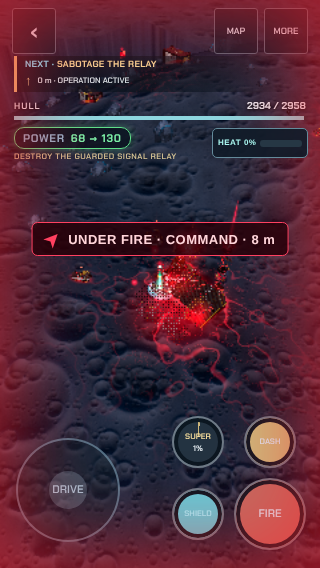 ‹
MAP
MORE
NEXT · SABOTAGE THE RELAY
↑ 0 m · OPERATION ACTIVE
HULL
2934 / 2958
POWER 68 → 130
HEAT 0%
DESTROY THE GUARDED SIGNAL RELAY
UNDER FIRE · COMMAND · 8 m
SUPER
1%
DASH
DRIVE
SHIELD
FIRE